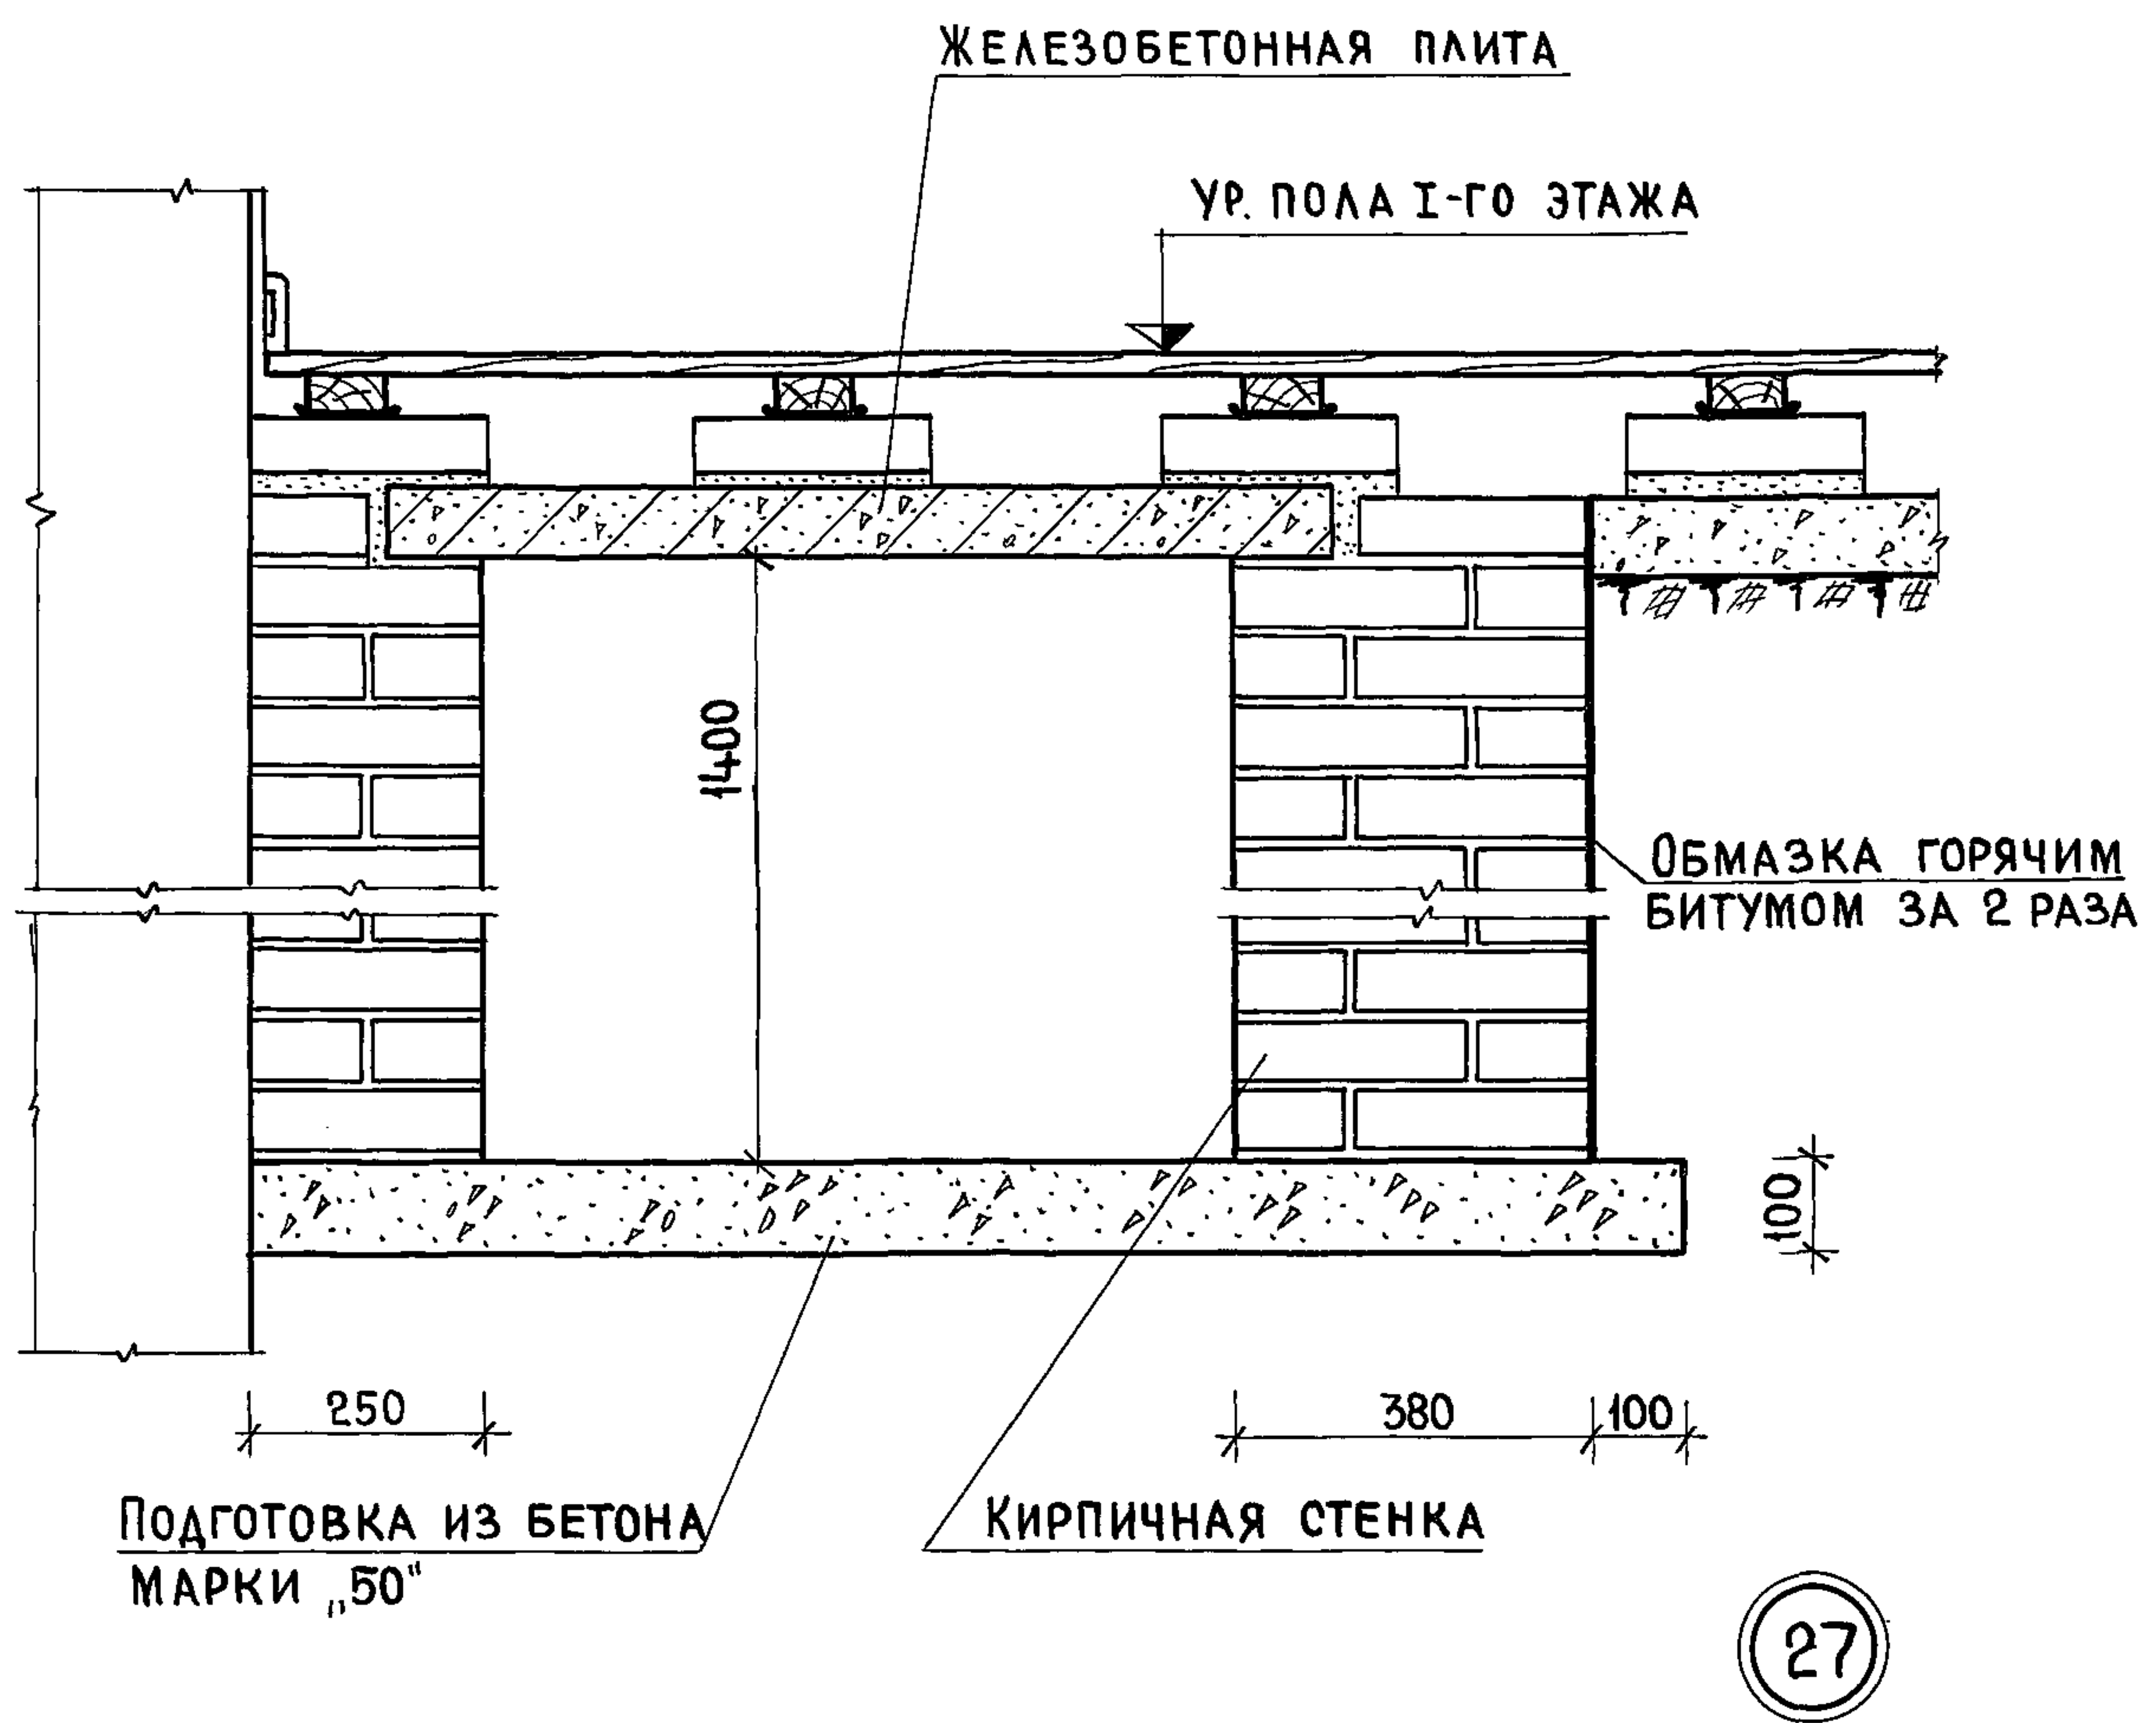 ЖЕЛЕЗОБЕТОННАЯ ПЛИТА
УР. ПОЛА I-ГО ЭТАЖА
1400
ОБМАЗКА ГОРЯЧИМ
БИТУМОМ ЗА 2 РАЗА
100
250
380
100
ПОДГОТОВКА ИЗ БЕТОНА
МАРКИ „50"
КИРПИЧНАЯ СТЕНКА
27